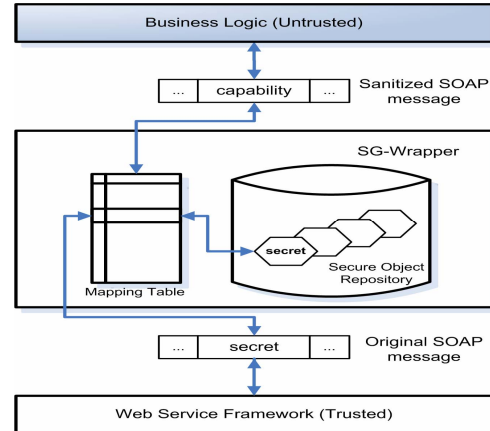 Business Logic (Untrusted)
... capability ...
Sanitized SOAP
message
SG-Wrapper
secret
Secure Object
Repository
Mapping Table
... secret ...
Original SOAP
message
Web Service Framework (Trusted)